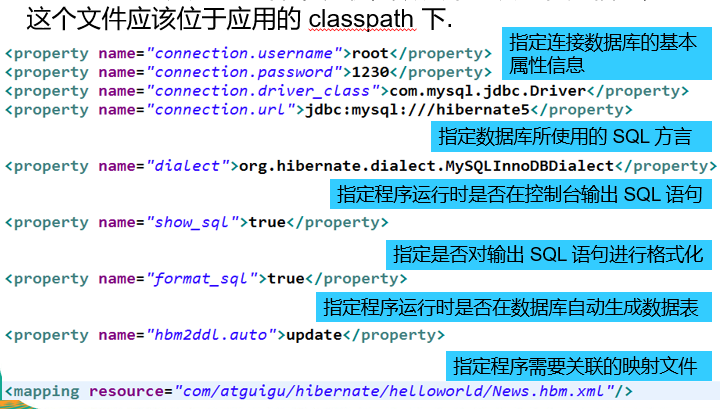 这个文件应该位于应用的 classpath 下.
指定连接数据库的基本
属性信息
<property name="connection.username">root</property>
<property name="connection.password">1230</property>
<property name="connection.driver_class">com.mysql.jdbc.Driver</property>
<property name="connection.url">jdbc:mysql:///hibernate5</property>
指定数据库所使用的 SQL 方言
<property name="dialect">org.hibernate.dialect.MySQLInnoDBDialect</property>
指定程序运行时是否在控制台输出 SQL 语句
<property name="show_sql">true</property>
指定是否对输出 SQL 语句进行格式化
<property name="format_sql">true</property>
指定程序运行时是否在数据库自动生成数据表
<property name="hbm2ddl.auto">update</property>
指定程序需要关联的映射文件
<mapping resource="com/atguigu/hibernate/helloworld/News.hbm.xml"/>